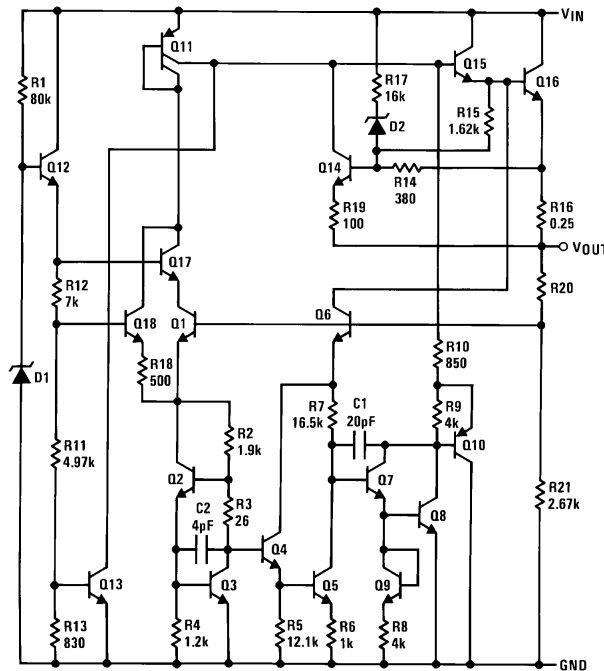 VIN
Q11
Q15
Q16
R1
80k
R17
16k
R15
1.62k
D2
Q12
Q14
R14
380
R19
100
R16
0.25
VOUT
R12
7k
Q17
R20
Q18
Q1
Q6
R10
850
R18
500
D1
C1
20pF
R7
16.5k
R9
4k
Q10
R11
4.97k
R2
1.9k
Q2
Q7
R21
2.67k
C2
4pF
R3
26
Q8
Q4
Q13
Q3
Q5
Q9
R13
830
R4
1.2k
R5
12.1k
R6
1k
R8
4k
GND